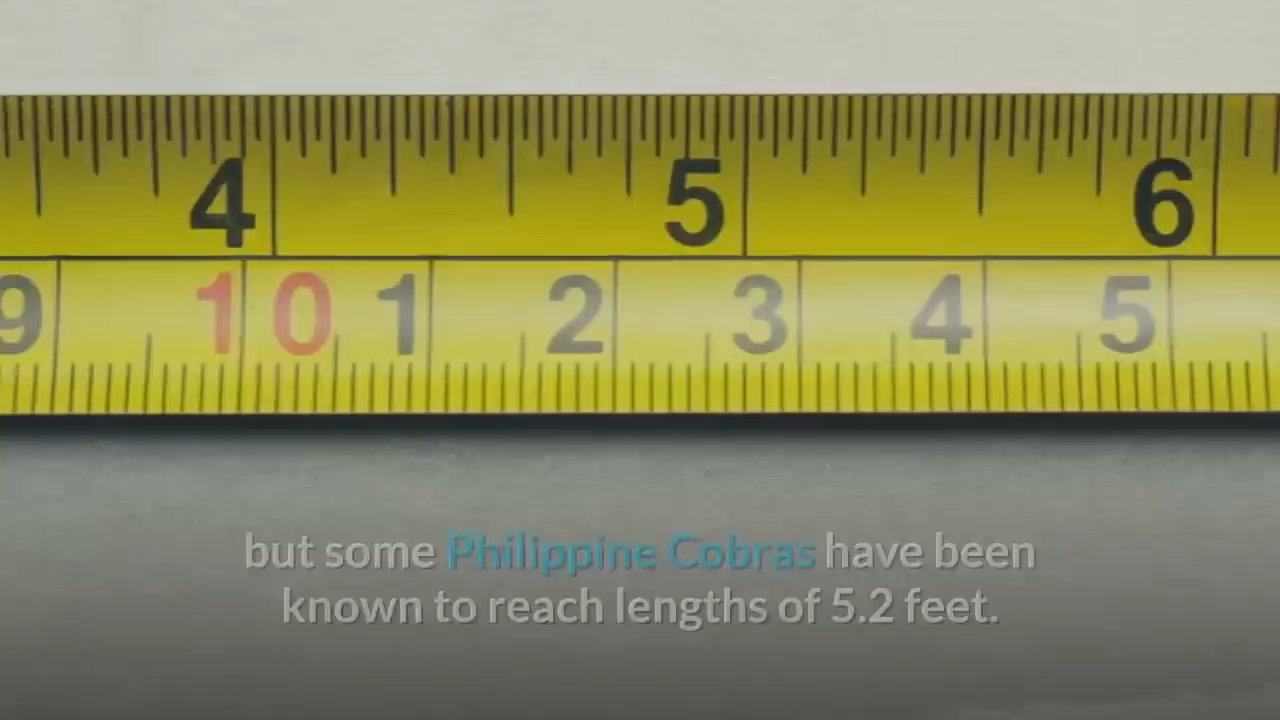 4 5 6
9 10 1 2 3 4 5
but some Philippine Cobras have been
known to reach lengths of 5.2 feet.